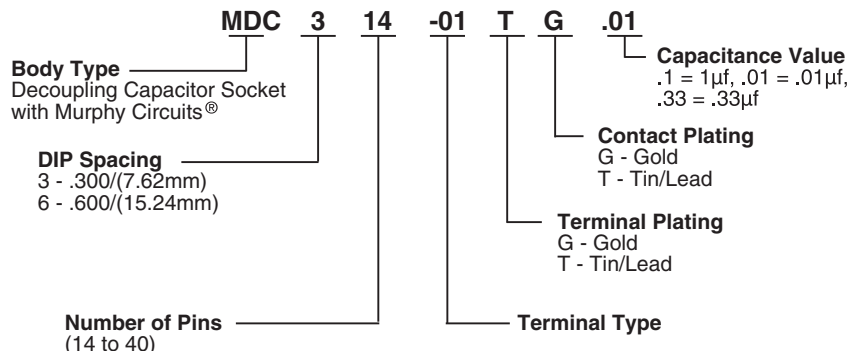 MDC 3 14 -01 T G .01
Body Type
Decoupling Capacitor Socket
with Murphy Circuits®
DIP Spacing
3 - .300/(7.62mm)
6 - .600/(15.24mm)
Number of Pins
(14 to 40)
Capacitance Value
.1 = 1µf, .01 = .01µf,
.33 = .33µf
Contact Plating
G - Gold
T - Tin/Lead
Terminal Plating
G - Gold
T - Tin/Lead
Terminal Type